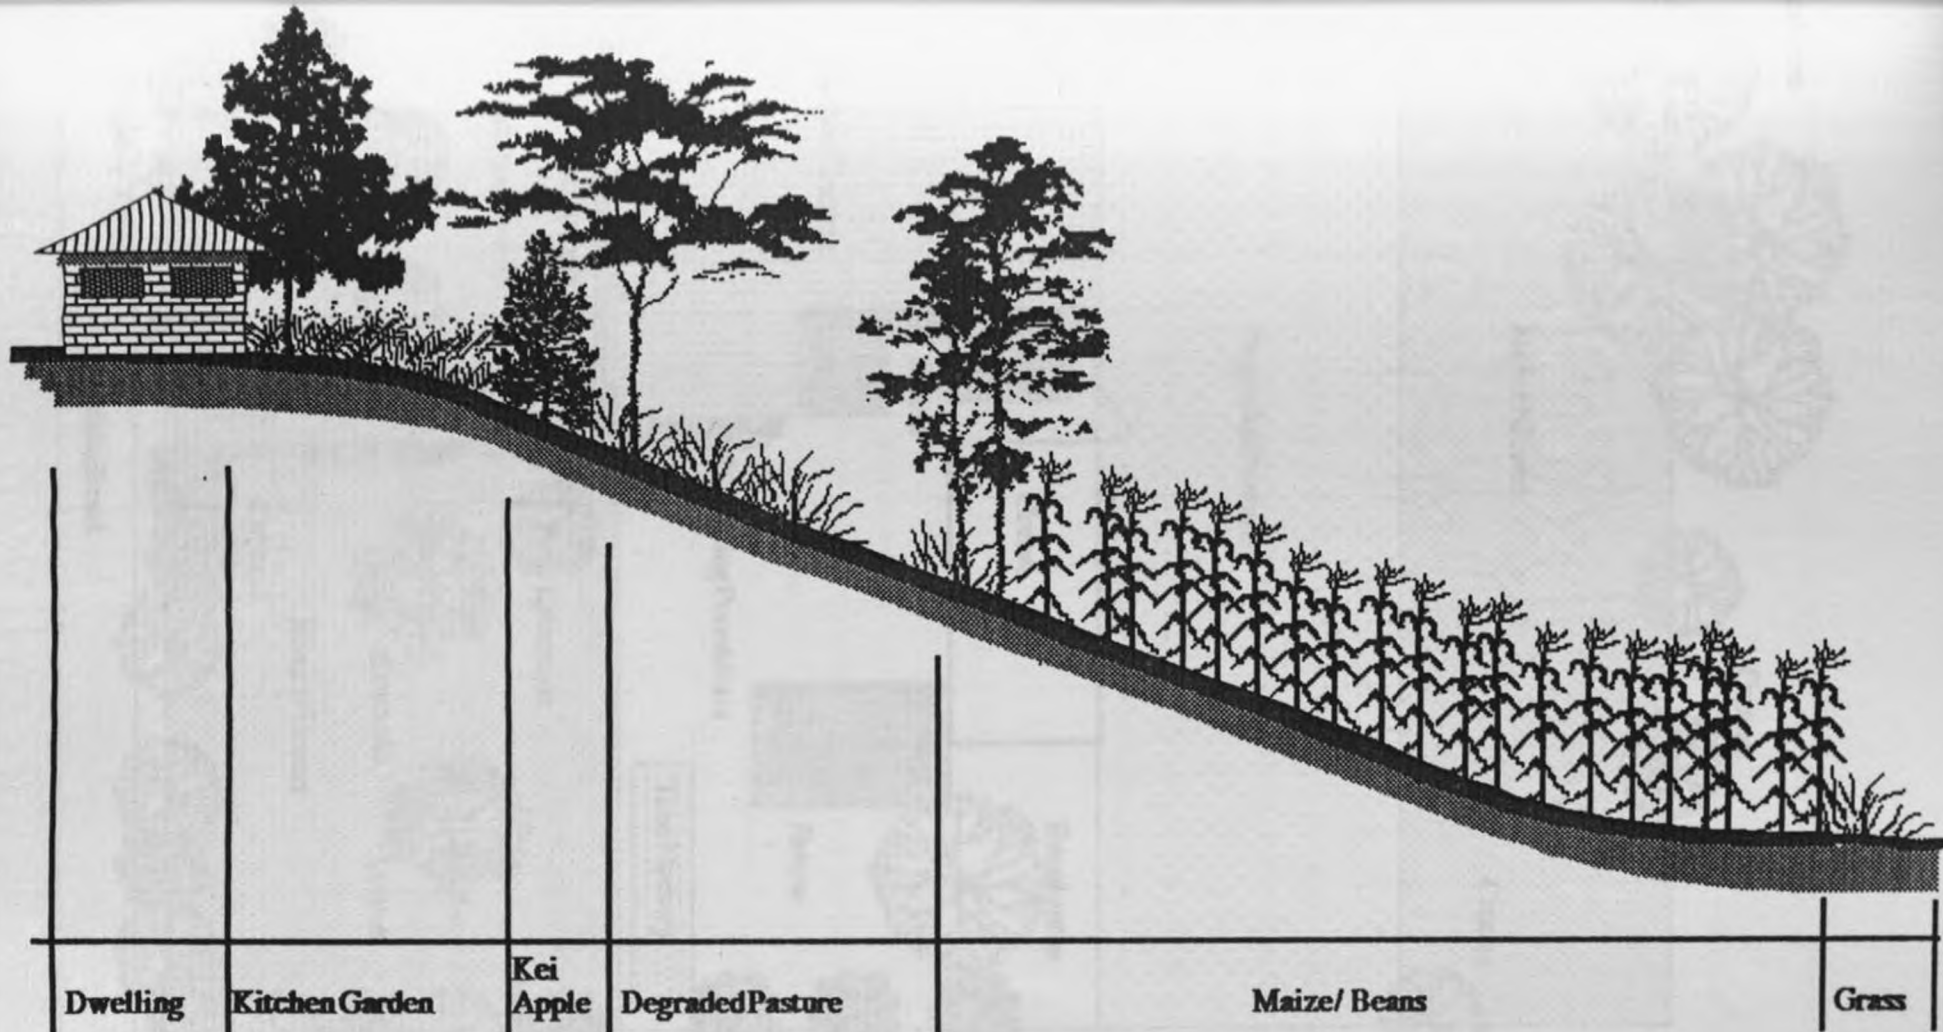 Dwelling
Kitchen Garden
Kei
Apple
Degraded Pasture
Maize/ Beans
Grass